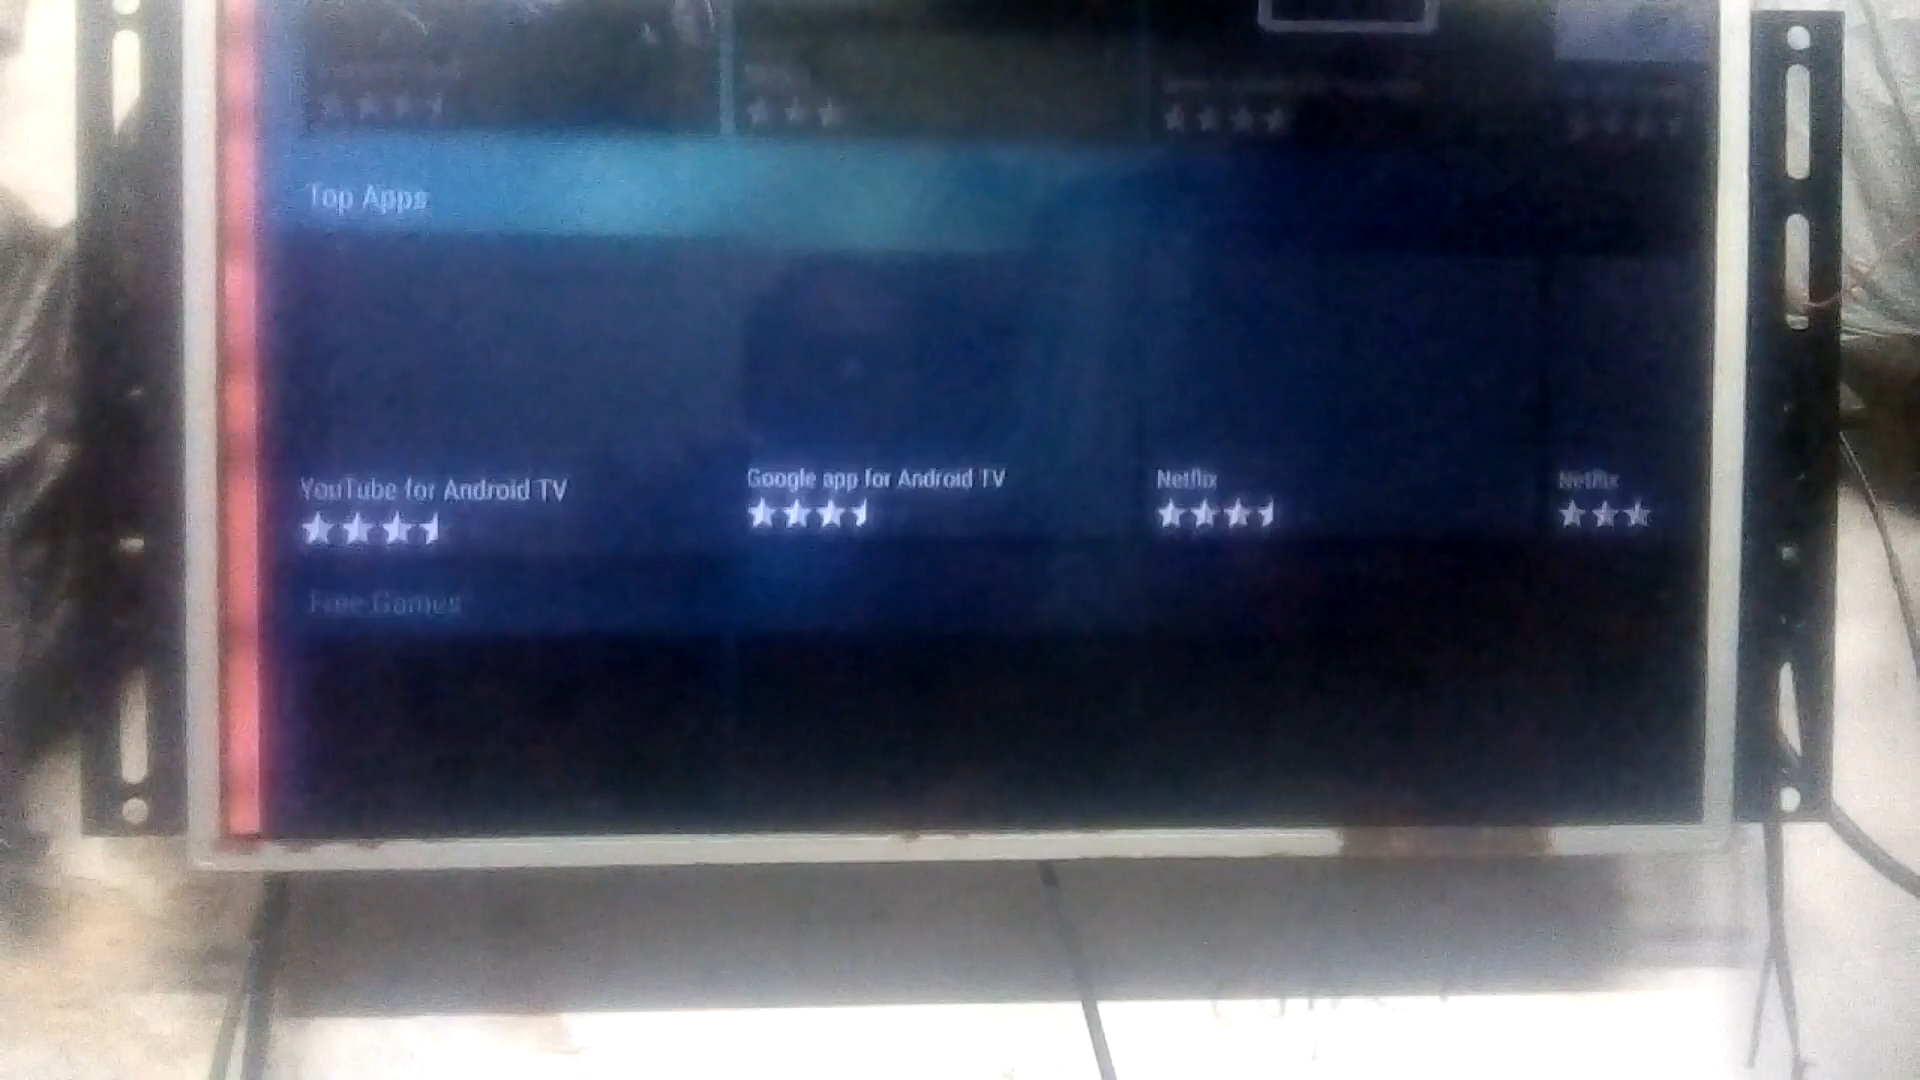 Top Apps
YouTube for Android TV
Google app for Android TV
Netflix
Netflix
Free Games